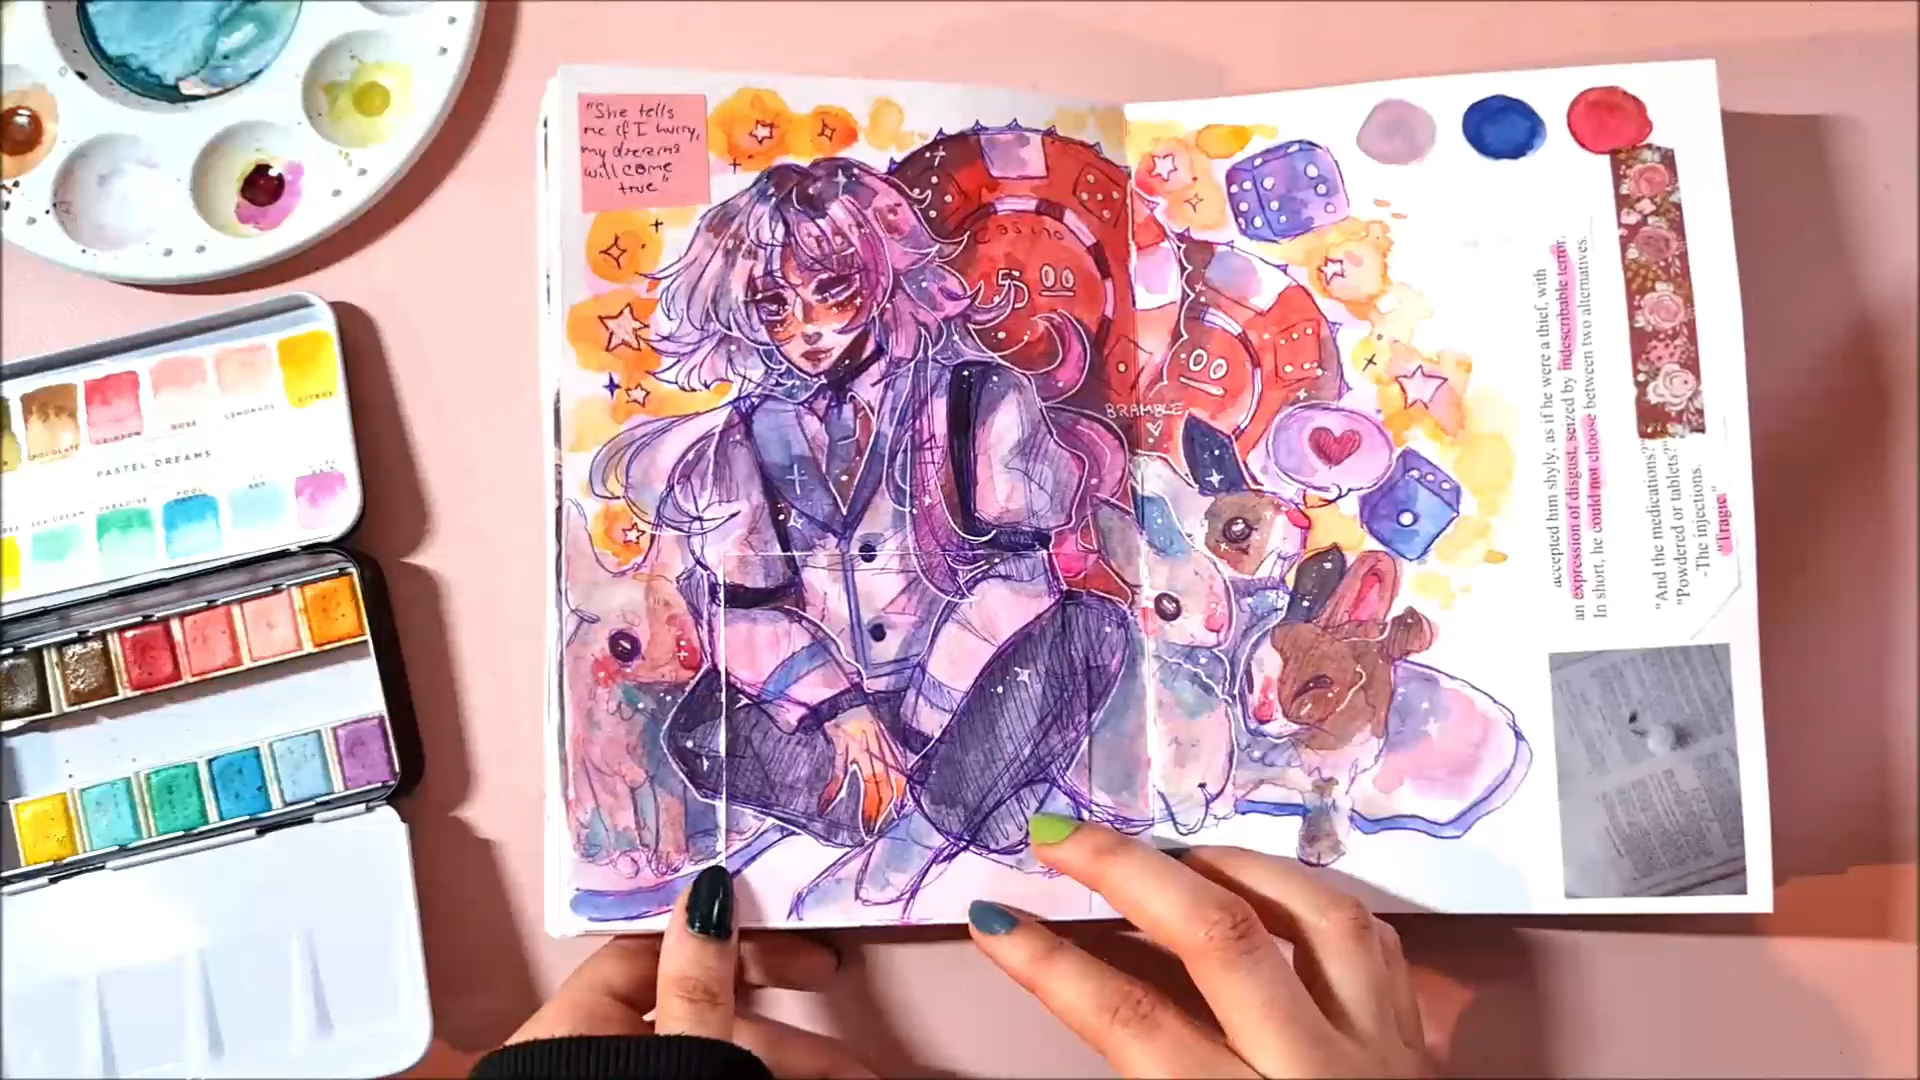 "She tells
me if I hurry,
my dreams
will come
true"
Casino
500
BRAMBLE
accepted him shyly, as if he were a thief, with
an expression of disgust, seized by indescribable terror.
In short, he could not choose between two alternatives.
"And the medications?"
"Powdered or tablets?"
-The injections.
"Tragic"
CHOCOLATE
CRIMSON
ROSE
LEMONADE
CITRUS
PASTEL DREAMS
SEA DREAM
PARADISE
POOL